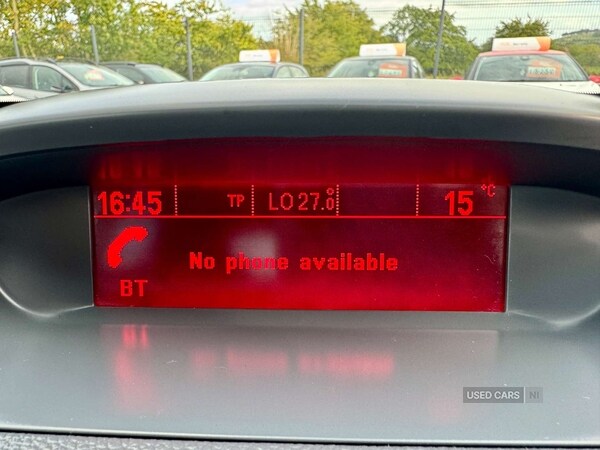 16:45 TP LO 27.0° 15 °C
No phone available
BT
USED CARS NI